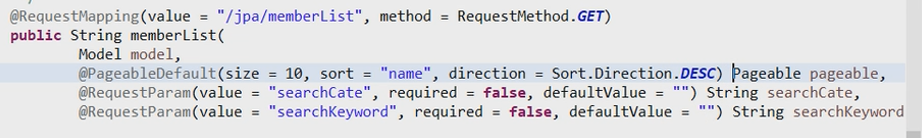 @RequestMapping(value = "/jpa/memberList", method = RequestMethod.GET)
public String memberList(
Model model,
@PageableDefault(size = 10, sort = "name", direction = Sort.Direction.DESC) Pageable pageable,
@RequestParam(value = "searchCate", required = false, defaultValue = "") String searchCate,
@RequestParam(value = "searchKeyword", required = false, defaultValue = "") String searchKeyword